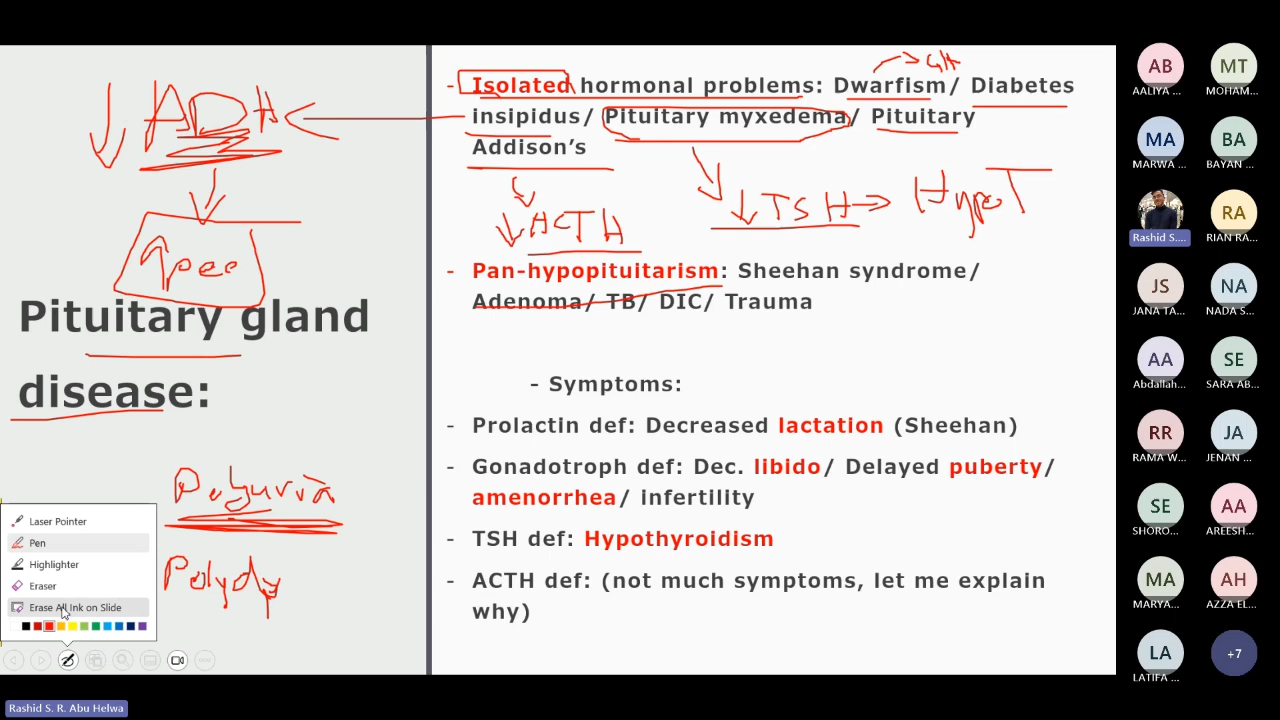 ↓ ADH
↑ pee
Pituitary gland
disease:
Polyuria
Polydy
Laser Pointer
Pen
Highlighter
Eraser
Erase All Ink on Slide
- Isolated hormonal problems: Dwarfism/ Diabetes
insipidus/ Pituitary myxedema/ Pituitary
Addison's
→ GH
↓ ACTH
↓ TSH → HypoT
- Pan-hypopituitarism: Sheehan syndrome/
Adenoma/ TB/ DIC/ Trauma
- Symptoms:
- Prolactin def: Decreased lactation (Sheehan)
- Gonadotroph def: Dec. libido/ Delayed puberty/
amenorrhea/ infertility
- TSH def: Hypothyroidism
- ACTH def: (not much symptoms, let me explain
why)
AB MT
AALIYA ... MOHAM...
MA BA
MARWA ... BAYAN ...
RA
Rashid S.... RIAN RA...
JS NA
JANA TA... NADA S...
AA SE
Abdallah... SARA AB...
RR JA
RAMA W... JENAN ...
SE AA
SHORO... AREESH...
MA AH
MARYA... AZZA EL...
LA +7
LATIFA ...
Rashid S. R. Abu Helwa